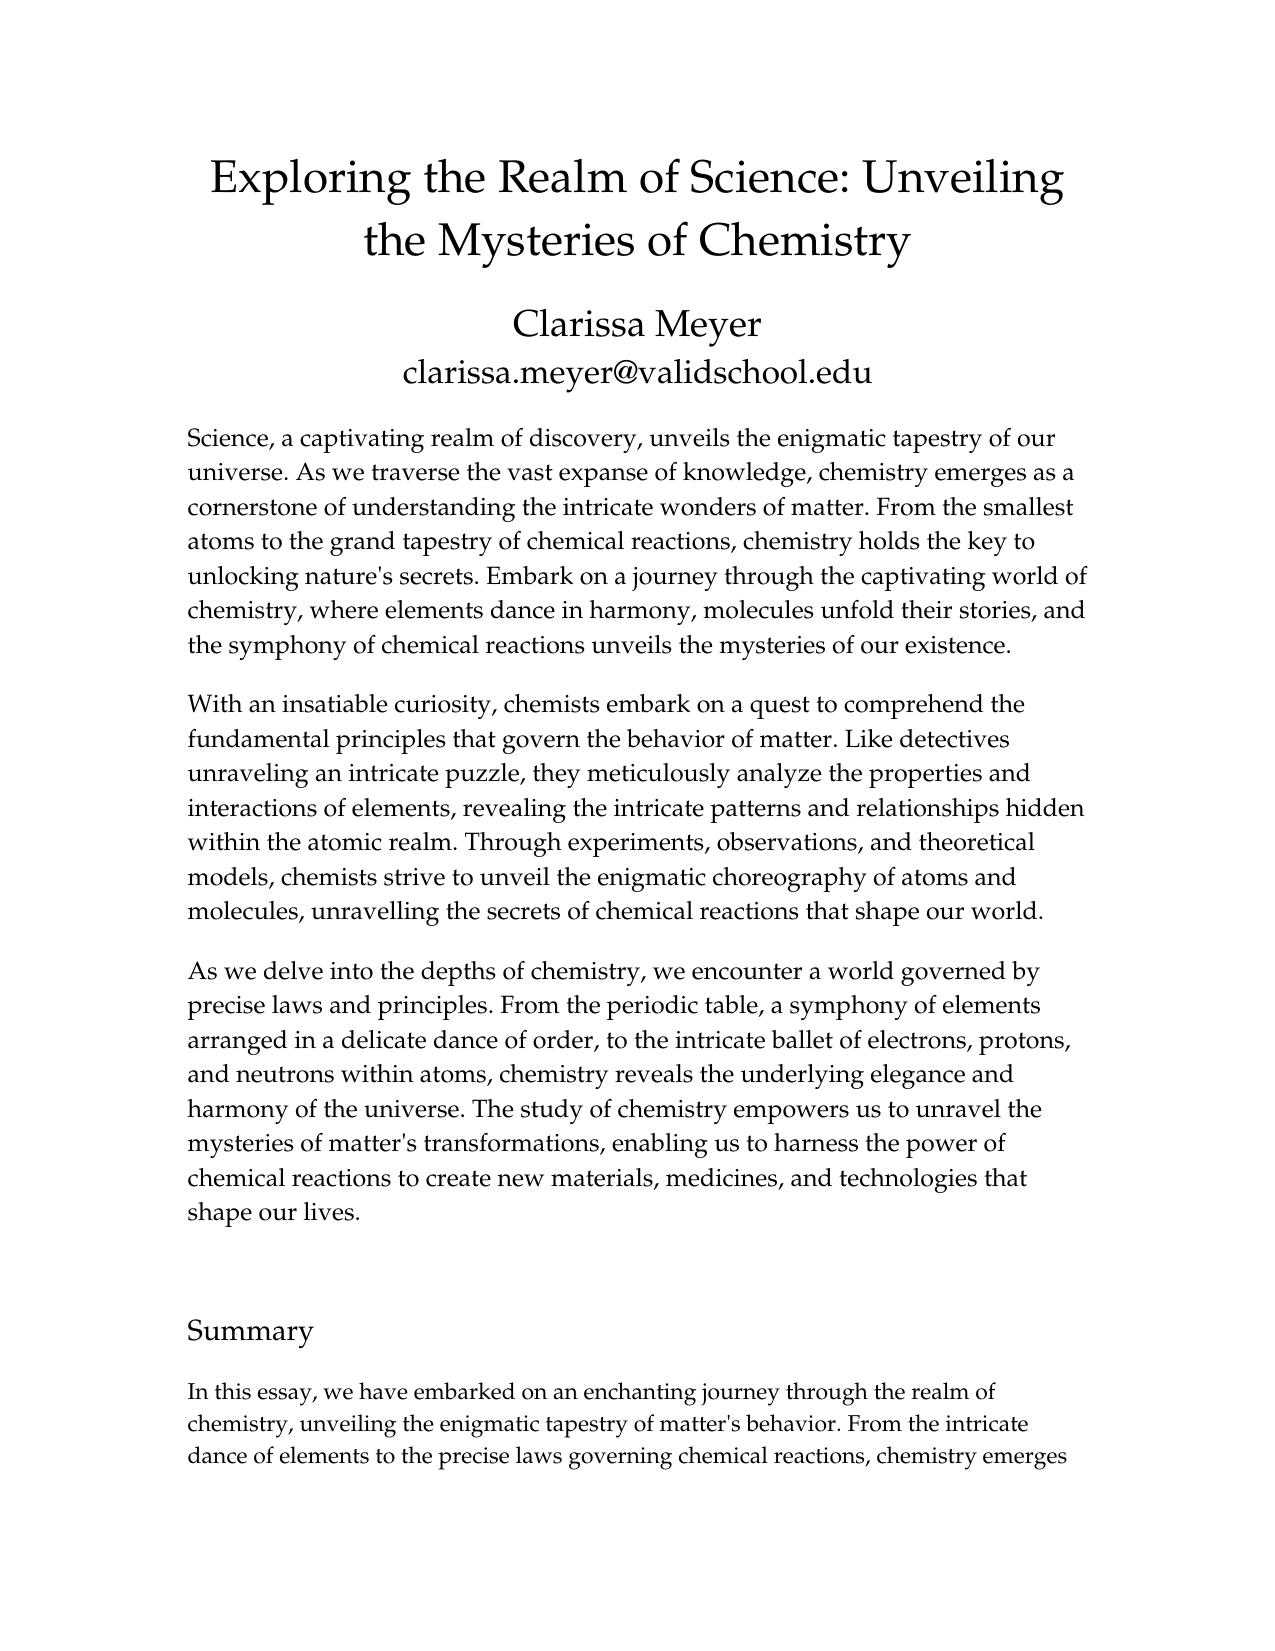 Exploring the Realm of Science: Unveiling
the Mysteries of Chemistry
Clarissa Meyer
clarissa.meyer@validschool.edu
Science, a captivating realm of discovery, unveils the enigmatic tapestry of our
universe. As we traverse the vast expanse of knowledge, chemistry emerges as a
cornerstone of understanding the intricate wonders of matter. From the smallest
atoms to the grand tapestry of chemical reactions, chemistry holds the key to
unlocking nature's secrets. Embark on a journey through the captivating world of
chemistry, where elements dance in harmony, molecules unfold their stories, and
the symphony of chemical reactions unveils the mysteries of our existence.
With an insatiable curiosity, chemists embark on a quest to comprehend the
fundamental principles that govern the behavior of matter. Like detectives
unraveling an intricate puzzle, they meticulously analyze the properties and
interactions of elements, revealing the intricate patterns and relationships hidden
within the atomic realm. Through experiments, observations, and theoretical
models, chemists strive to unveil the enigmatic choreography of atoms and
molecules, unravelling the secrets of chemical reactions that shape our world.
As we delve into the depths of chemistry, we encounter a world governed by
precise laws and principles. From the periodic table, a symphony of elements
arranged in a delicate dance of order, to the intricate ballet of electrons, protons,
and neutrons within atoms, chemistry reveals the underlying elegance and
harmony of the universe. The study of chemistry empowers us to unravel the
mysteries of matter's transformations, enabling us to harness the power of
chemical reactions to create new materials, medicines, and technologies that
shape our lives.
Summary
In this essay, we have embarked on an enchanting journey through the realm of
chemistry, unveiling the enigmatic tapestry of matter's behavior. From the intricate
dance of elements to the precise laws governing chemical reactions, chemistry emerges